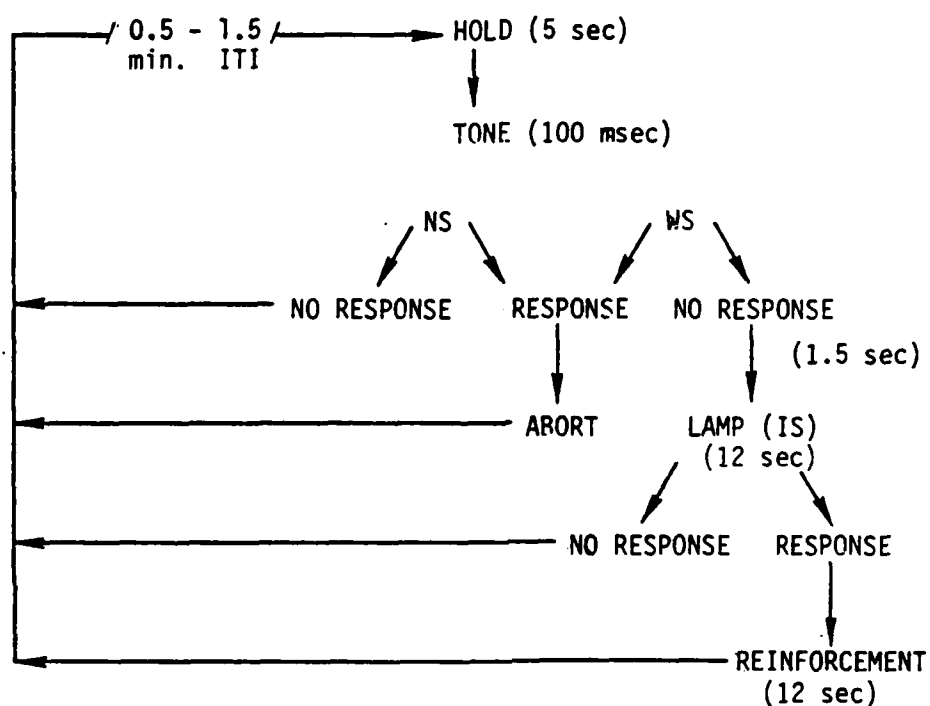 0.5 - 1.5 HOLD (5 sec)
min. ITI
TONE (100 msec)
NS WS
NO RESPONSE RESPONSE NO RESPONSE
(1.5 sec)
ABORT LAMP (IS)
(12 sec)
NO RESPONSE RESPONSE
REINFORCEMENT
(12 sec)